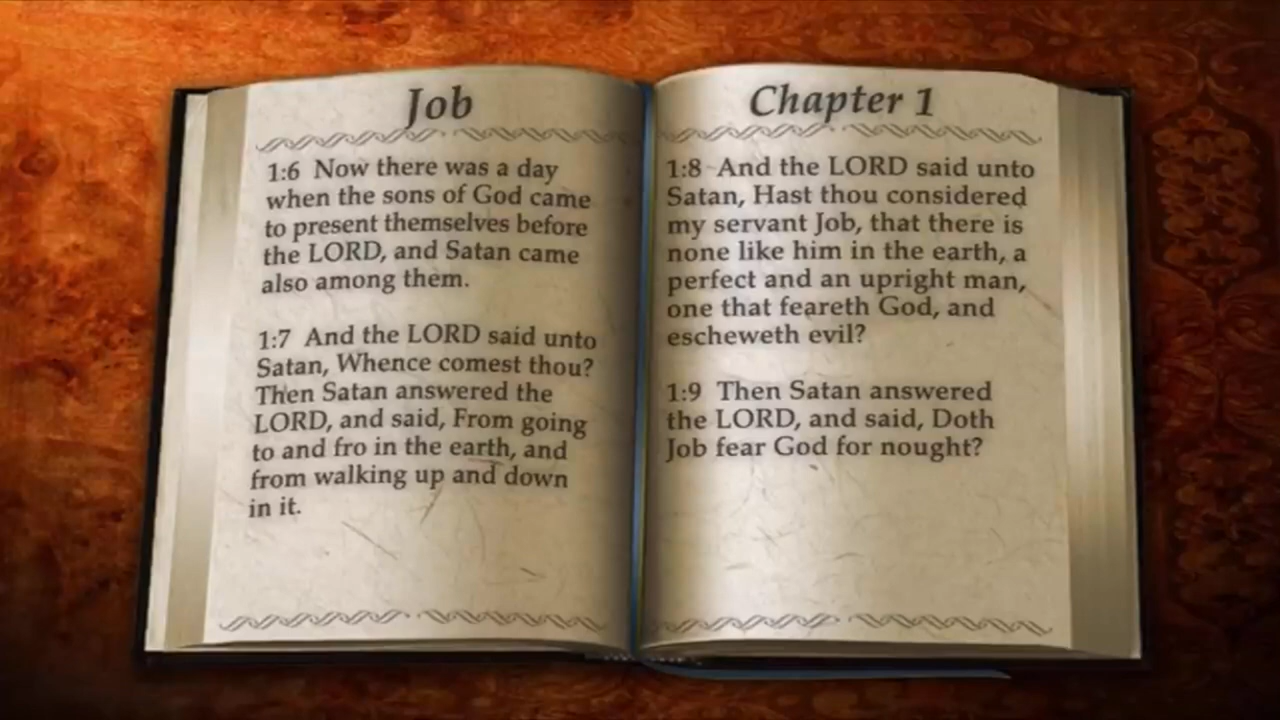 Job
1:6 Now there was a day
when the sons of God came
to present themselves before
the LORD, and Satan came
also among them.
1:7 And the LORD said unto
Satan, Whence comest thou?
Then Satan answered the
LORD, and said, From going
to and fro in the earth, and
from walking up and down
in it.
Chapter 1
1:8 And the LORD said unto
Satan, Hast thou considered
my servant Job, that there is
none like him in the earth, a
perfect and an upright man,
one that feareth God, and
escheweth evil?
1:9 Then Satan answered
the LORD, and said, Doth
Job fear God for nought?